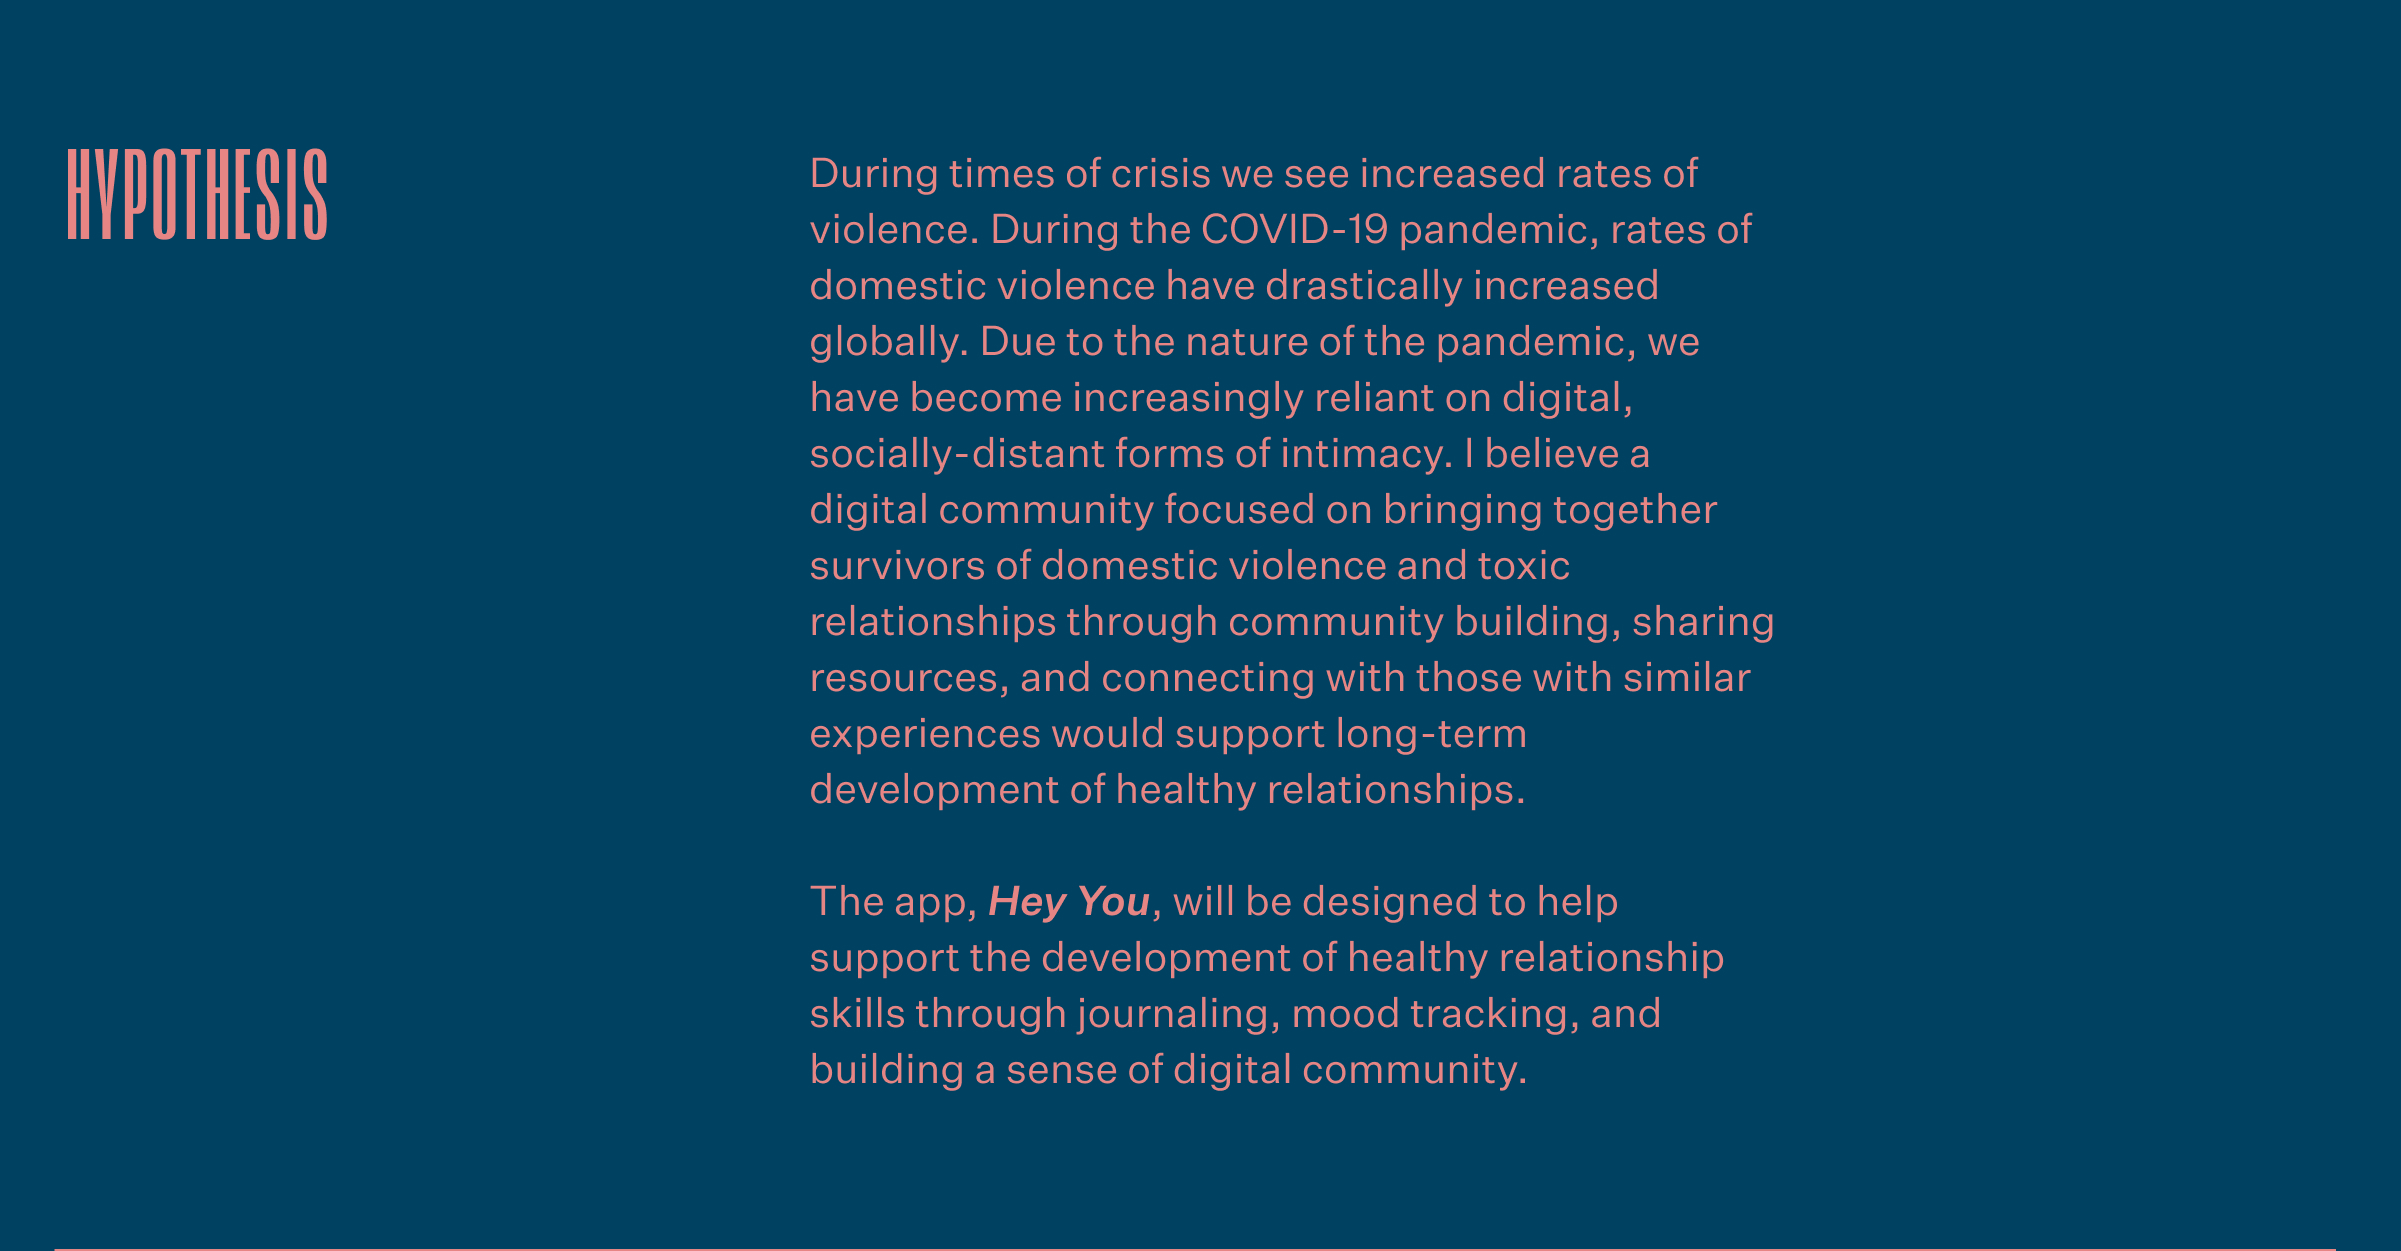 HYPOTHESIS
During times of crisis we see increased rates of
violence. During the COVID-19 pandemic, rates of
domestic violence have drastically increased
globally. Due to the nature of the pandemic, we
have become increasingly reliant on digital,
socially-distant forms of intimacy. I believe a
digital community focused on bringing together
survivors of domestic violence and toxic
relationships through community building, sharing
resources, and connecting with those with similar
experiences would support long-term
development of healthy relationships.
The app, Hey You, will be designed to help
support the development of healthy relationship
skills through journaling, mood tracking, and
building a sense of digital community.